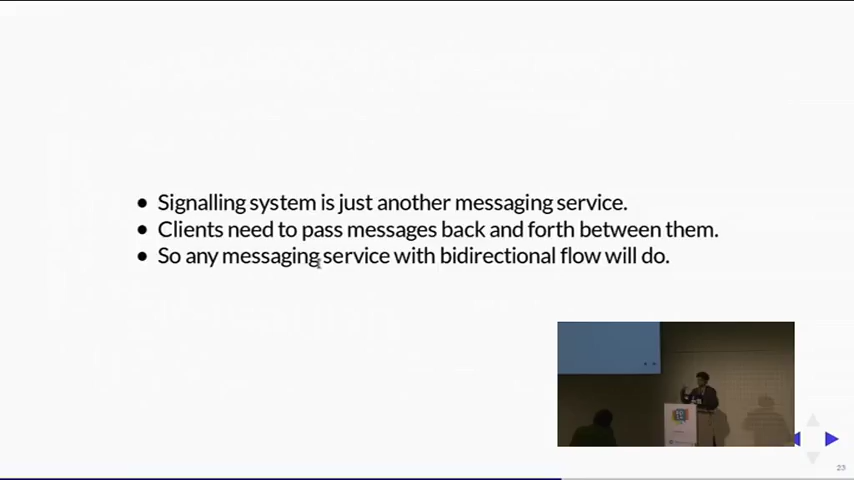 Signalling system is just another messaging service.
Clients need to pass messages back and forth between them.
So any messaging service with bidirectional flow will do.
23